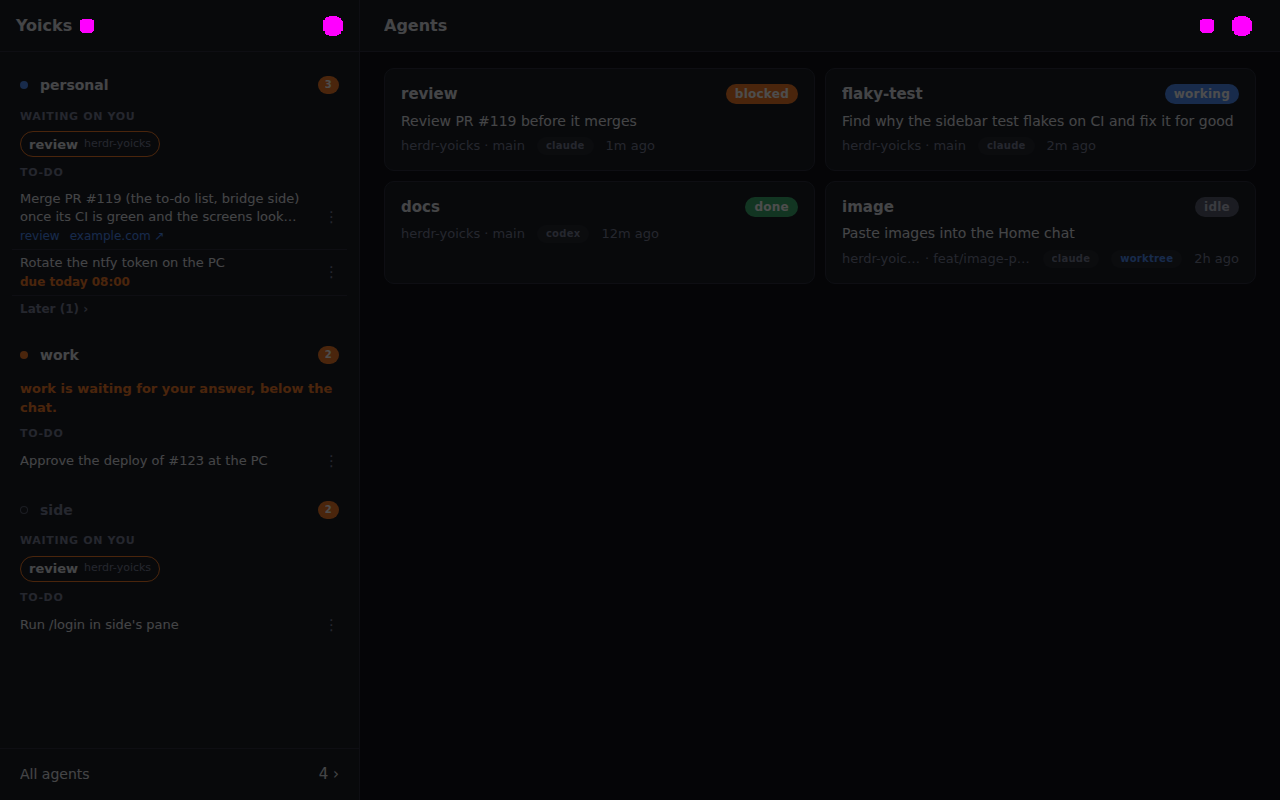 Yoicks
Agents
personal
3
WAITING ON YOU
review herdr-yoicks
TO-DO
Merge PR #119 (the to-do list, bridge side)
once its CI is green and the screens look…
review example.com ↗
Rotate the ntfy token on the PC
due today 08:00
Later (1) ›
work
2
work is waiting for your answer, below the
chat.
TO-DO
Approve the deploy of #123 at the PC
side
2
WAITING ON YOU
review herdr-yoicks
TO-DO
Run /login in side's pane
All agents
4 ›
review
blocked
Review PR #119 before it merges
herdr-yoicks · main claude 1m ago
flaky-test
working
Find why the sidebar test flakes on CI and fix it for good
herdr-yoicks · main claude 2m ago
docs
done
herdr-yoicks · main codex 12m ago
image
idle
Paste images into the Home chat
herdr-yoic… · feat/image-p… claude worktree 2h ago